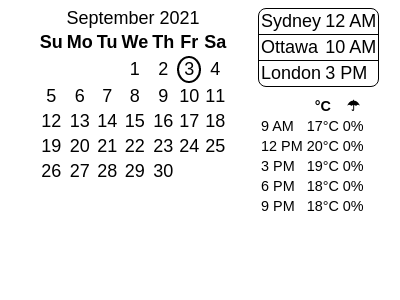 September 2021
Su Mo Tu We Th Fr Sa
1 2 3 4
5 6 7 8 9 10 11
12 13 14 15 16 17 18
19 20 21 22 23 24 25
26 27 28 29 30
Sydney 12 AM
Ottawa 10 AM
London 3 PM
°C ☂
9 AM 17°C 0%
12 PM 20°C 0%
3 PM 19°C 0%
6 PM 18°C 0%
9 PM 18°C 0%